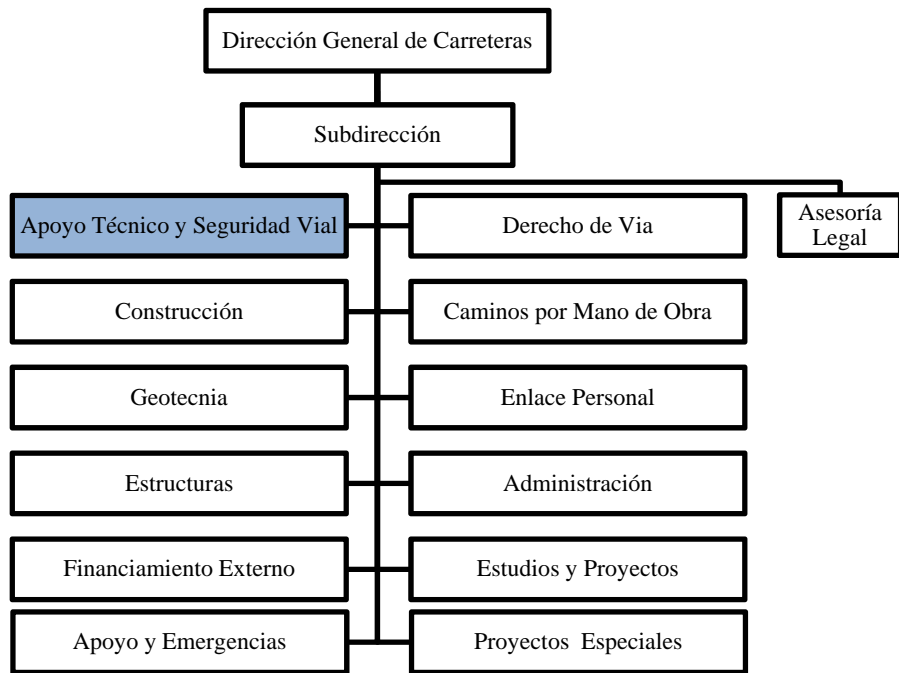 Dirección General de Carreteras
Subdirección
Apoyo Técnico y Seguridad Vial
Derecho de Via
Asesoría
Legal
Construcción
Caminos por Mano de Obra
Geotecnia
Enlace Personal
Estructuras
Administración
Financiamiento Externo
Estudios y Proyectos
Apoyo y Emergencias
Proyectos  Especiales